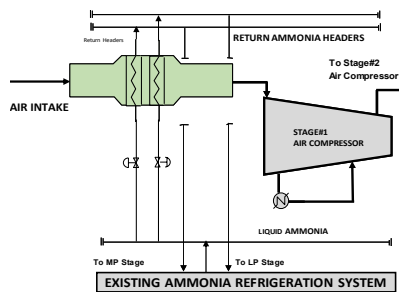 Return Headers
RETURN AMMONIA HEADERS
To Stage#2
Air Compressor
AIR INTAKE
STAGE#1
AIR COMPRESSOR
N
LIQUID AMMONIA
To MP Stage
To LP Stage
EXISTING AMMONIA REFRIGERATION SYSTEM